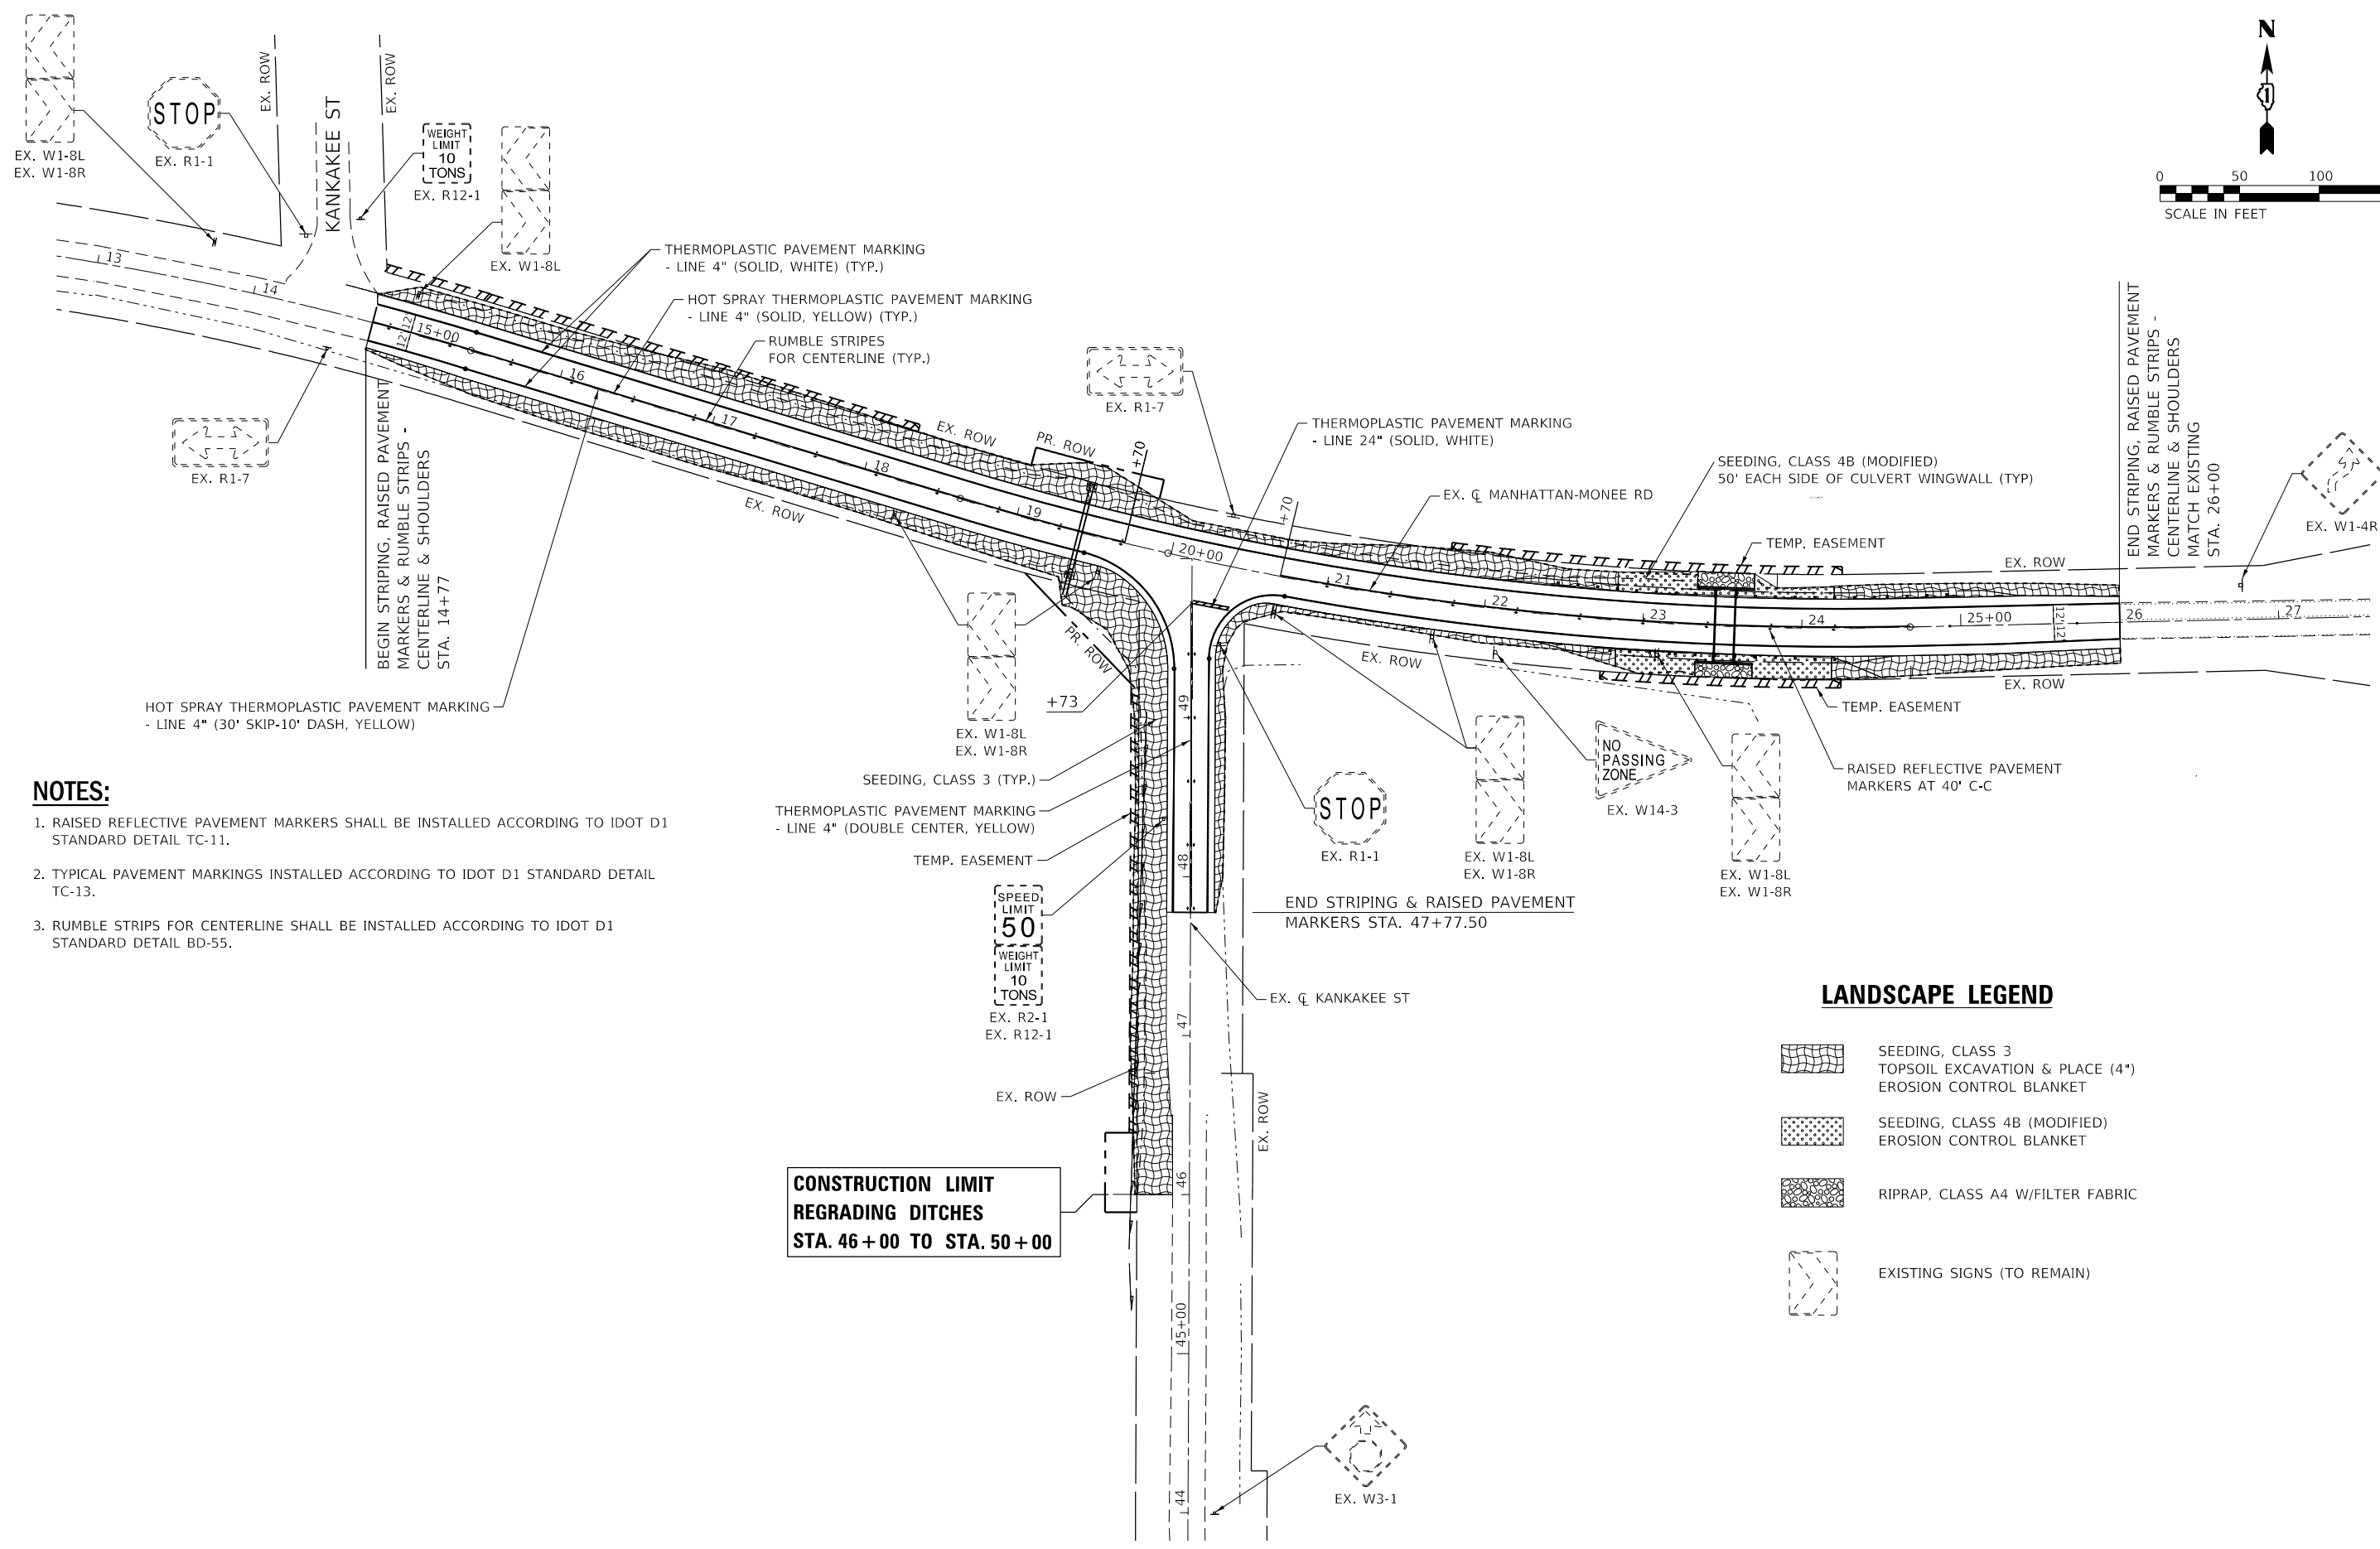 N
0 50 100
SCALE IN FEET
EX. W1-8L
EX. W1-8R
STOP
EX. R1-1
EX. ROW
KANKAKEE ST
EX. ROW
WEIGHT
LIMIT
10
TONS
EX. R12-1
EX. W1-8L
13
14
15+00
16
17
18
19
20+00
21
22
23
24
25+00
26
27
12'
12'
THERMOPLASTIC PAVEMENT MARKING
- LINE 4" (SOLID, WHITE) (TYP.)
HOT SPRAY THERMOPLASTIC PAVEMENT MARKING
- LINE 4" (SOLID, YELLOW) (TYP.)
RUMBLE STRIPES
FOR CENTERLINE (TYP.)
EX. R1-7
BEGIN STRIPING, RAISED PAVEMENT
MARKERS & RUMBLE STRIPS -
CENTERLINE & SHOULDERS
STA. 14+77
EX. ROW
EX. ROW
PR. ROW
+70
EX. R1-7
+70
THERMOPLASTIC PAVEMENT MARKING
- LINE 24" (SOLID, WHITE)
EX. ℄ MANHATTAN-MONEE RD
SEEDING, CLASS 4B (MODIFIED)
50' EACH SIDE OF CULVERT WINGWALL (TYP)
TEMP. EASEMENT
EX. ROW
END STRIPING, RAISED PAVEMENT
MARKERS & RUMBLE STRIPS -
CENTERLINE & SHOULDERS
MATCH EXISTING
STA. 26+00
EX. W1-4R
12'
12'
HOT SPRAY THERMOPLASTIC PAVEMENT MARKING
- LINE 4" (30' SKIP-10' DASH, YELLOW)
PR. ROW
+73
EX. W1-8L
EX. W1-8R
EX. ROW
EX. ROW
TEMP. EASEMENT
NO
PASSING
ZONE
EX. W14-3
RAISED REFLECTIVE PAVEMENT
MARKERS AT 40' C-C
EX. W1-8L
EX. W1-8R
EX. W1-8L
EX. W1-8R
STOP
EX. R1-1
SEEDING, CLASS 3 (TYP.)
THERMOPLASTIC PAVEMENT MARKING
- LINE 4" (DOUBLE CENTER, YELLOW)
TEMP. EASEMENT
SPEED
LIMIT
50
WEIGHT
LIMIT
10
TONS
EX. R2-1
EX. R12-1
49
48
47
46
45+00
44
END STRIPING & RAISED PAVEMENT
MARKERS STA. 47+77.50
EX. ℄ KANKAKEE ST
EX. ROW
EX. ROW
CONSTRUCTION LIMIT
REGRADING DITCHES
STA. 46+00 TO STA. 50+00
EX. W3-1
NOTES:
1. RAISED REFLECTIVE PAVEMENT MARKERS SHALL BE INSTALLED ACCORDING TO IDOT D1
STANDARD DETAIL TC-11.
2. TYPICAL PAVEMENT MARKINGS INSTALLED ACCORDING TO IDOT D1 STANDARD DETAIL
TC-13.
3. RUMBLE STRIPS FOR CENTERLINE SHALL BE INSTALLED ACCORDING TO IDOT D1
STANDARD DETAIL BD-55.
LANDSCAPE LEGEND
SEEDING, CLASS 3
TOPSOIL EXCAVATION & PLACE (4")
EROSION CONTROL BLANKET
SEEDING, CLASS 4B (MODIFIED)
EROSION CONTROL BLANKET
RIPRAP, CLASS A4 W/FILTER FABRIC
EXISTING SIGNS (TO REMAIN)